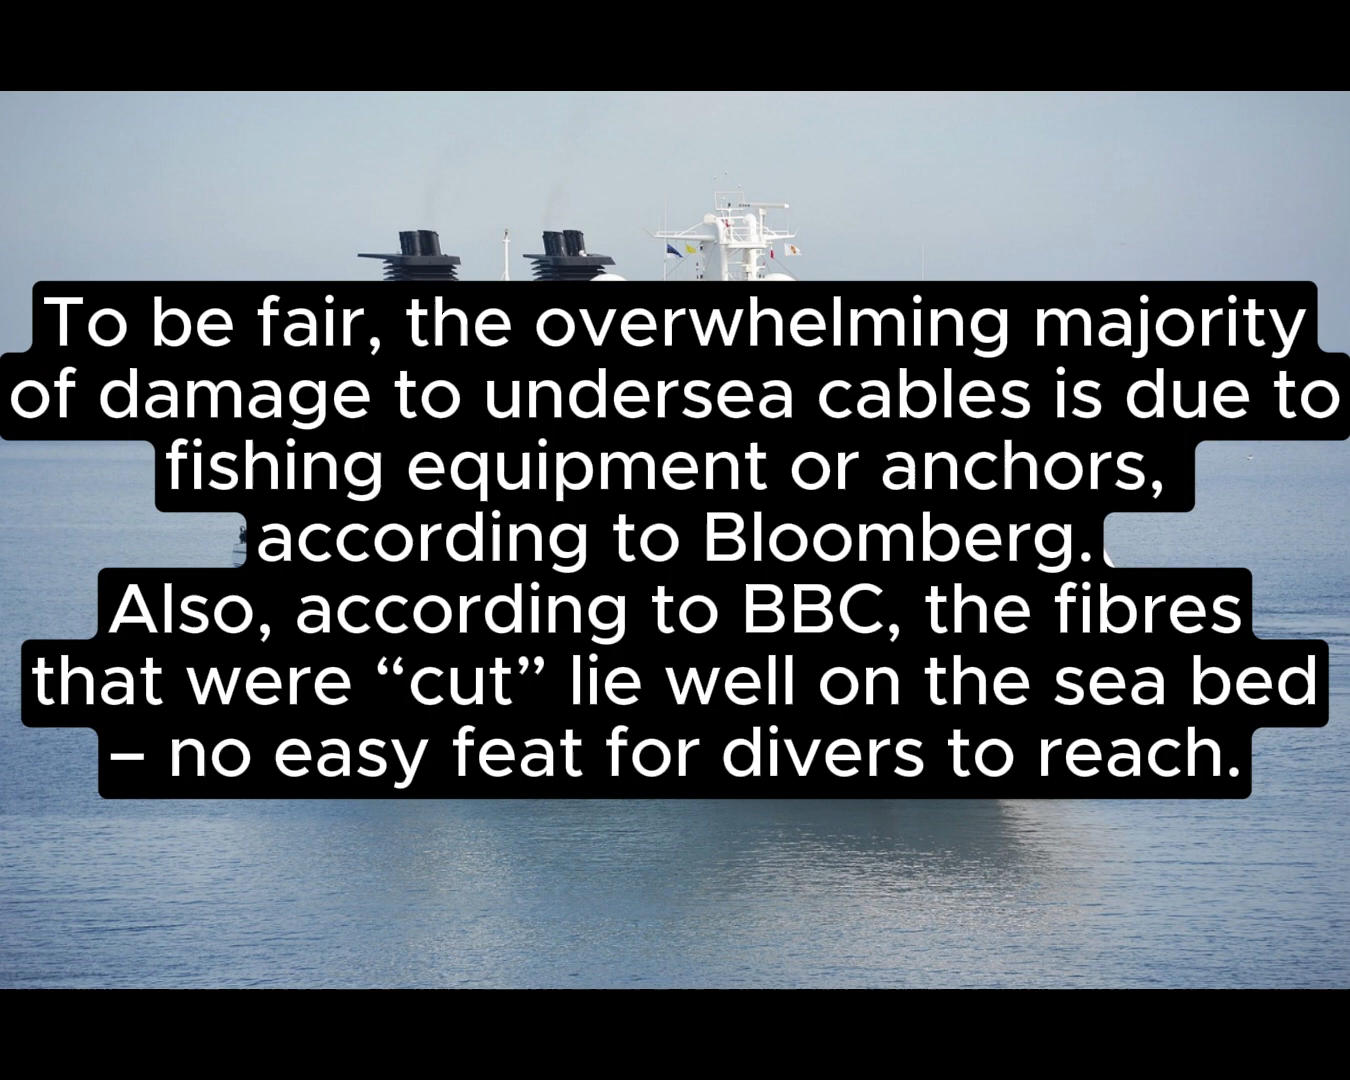 To be fair, the overwhelming majority
of damage to undersea cables is due to
fishing equipment or anchors,
according to Bloomberg.
Also, according to BBC, the fibres
that were “cut” lie well on the sea bed
– no easy feat for divers to reach.